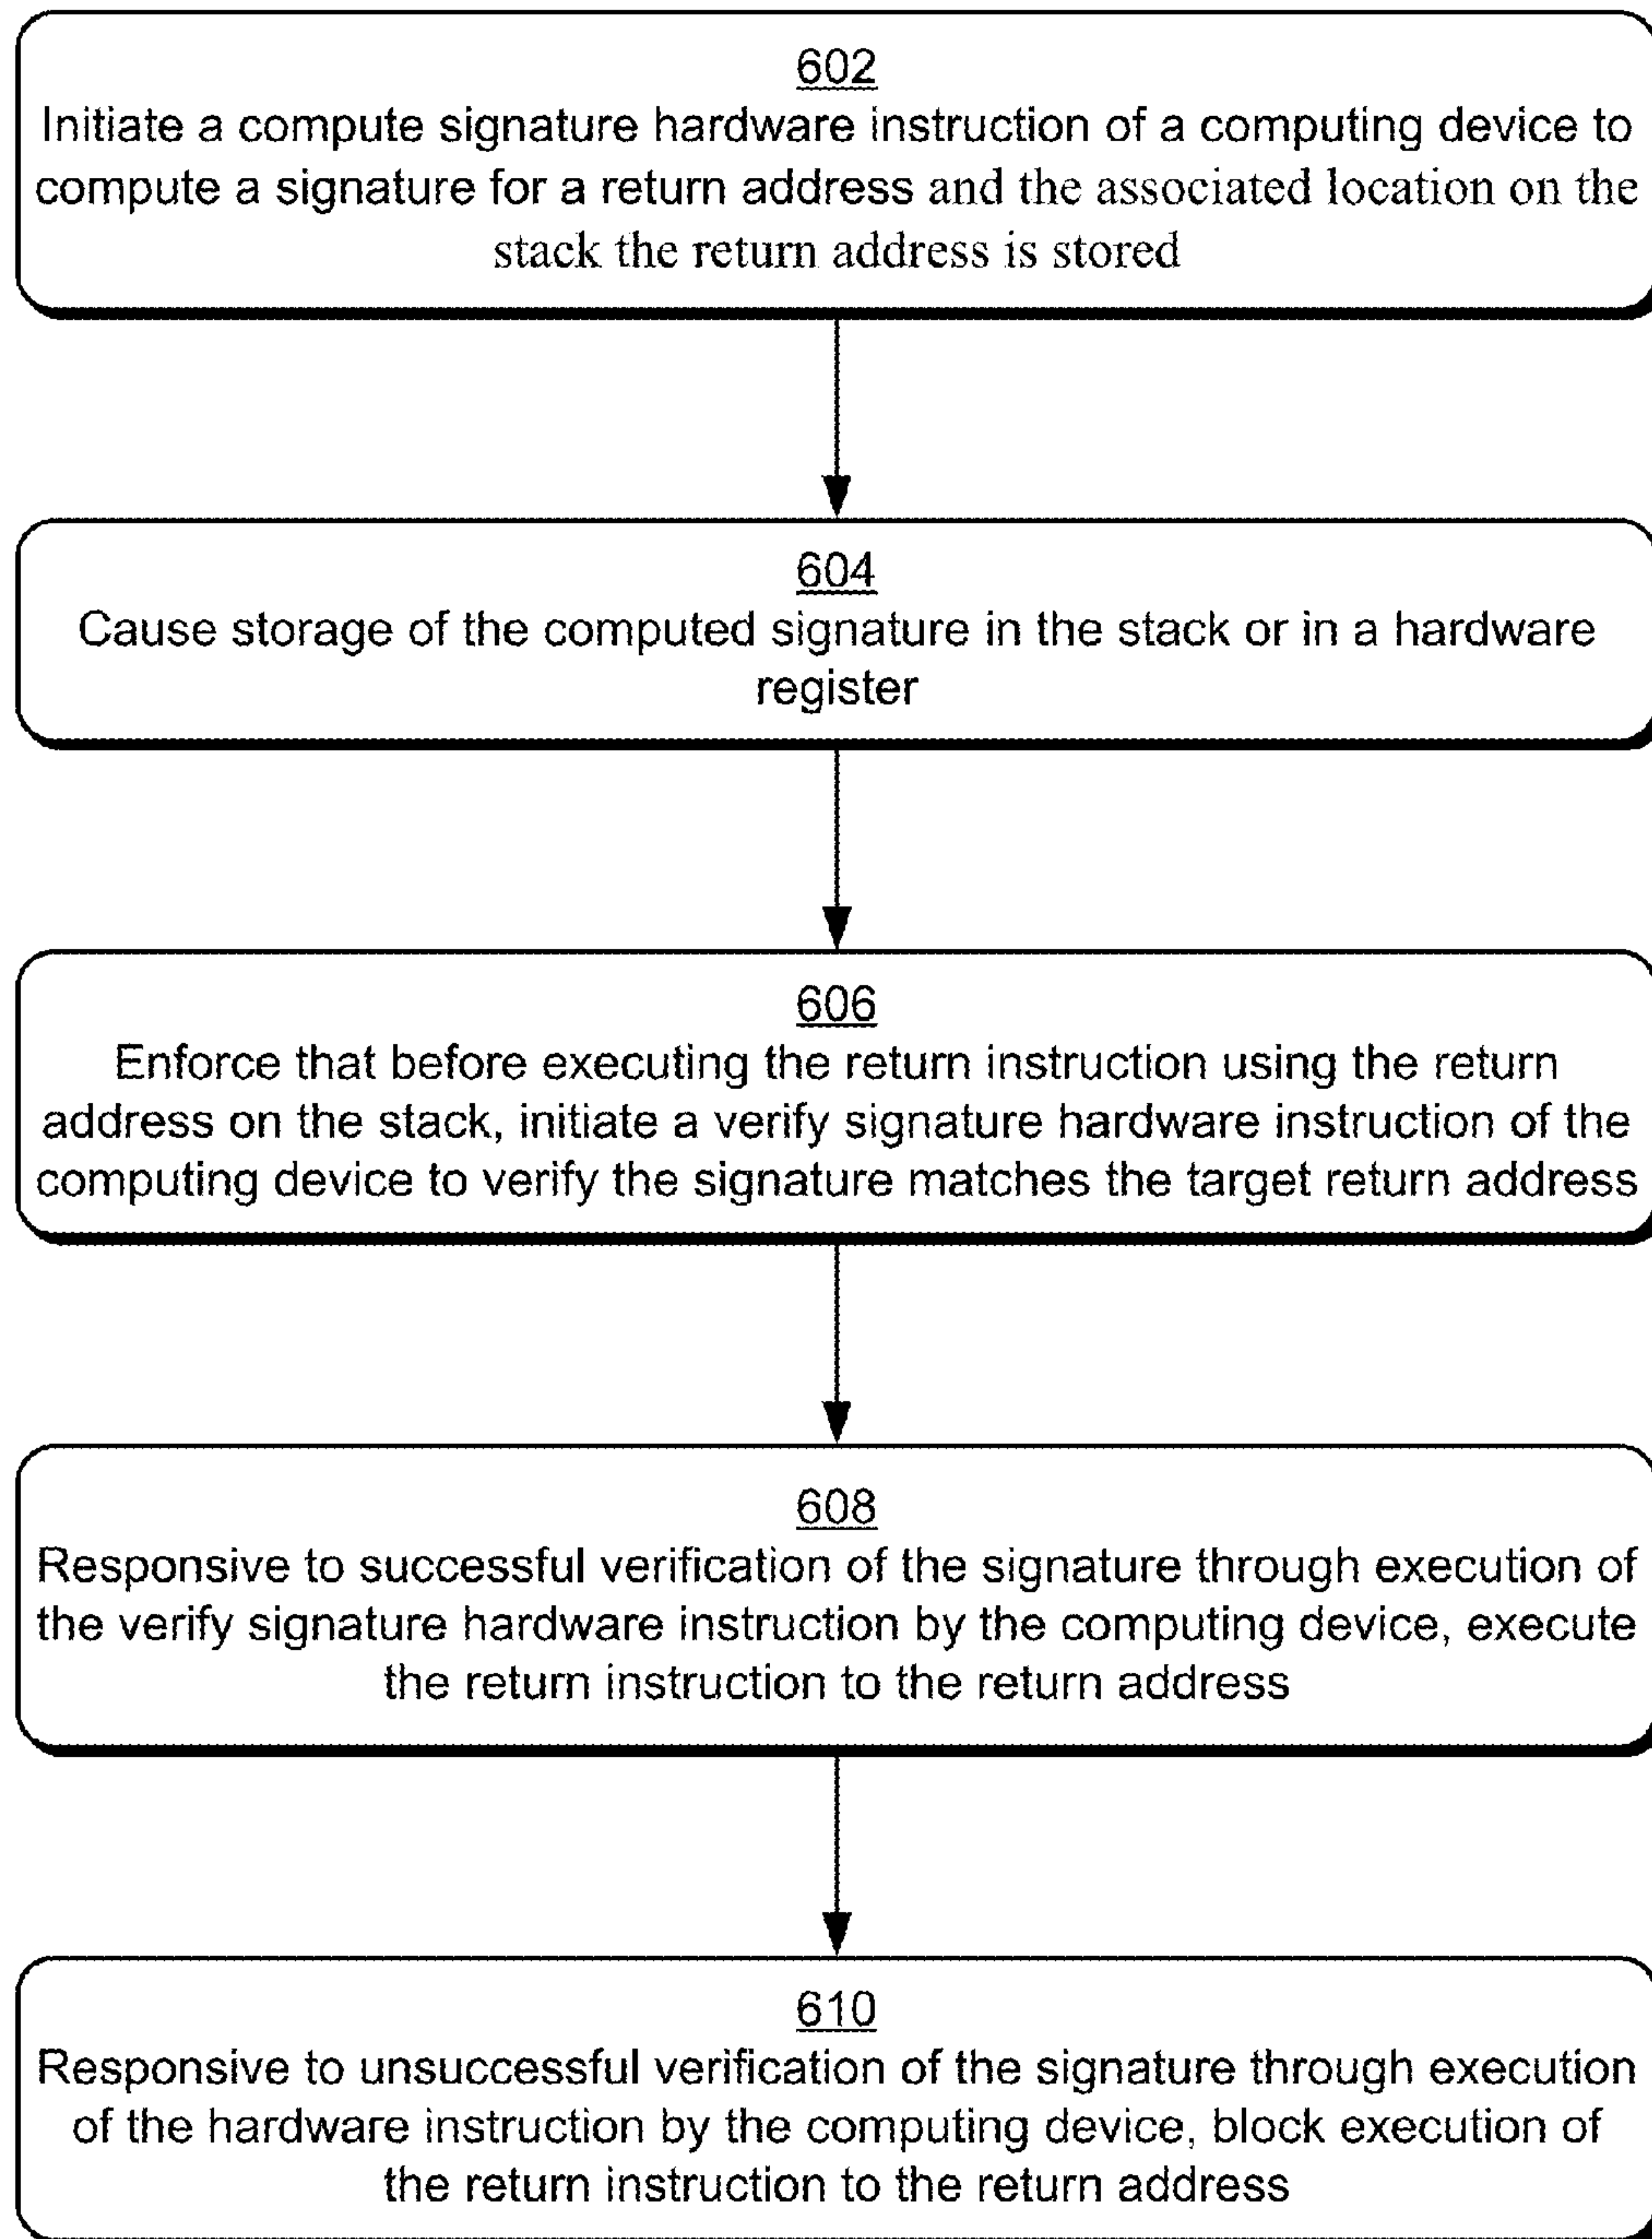 602
Initiate a compute signature hardware instruction of a computing device to
compute a signature for a return address and the associated location on the
stack the return address is stored
604
Cause storage of the computed signature in the stack or in a hardware
register
606
Enforce that before executing the return instruction using the return
address on the stack, initiate a verify signature hardware instruction of the
computing device to verify the signature matches the target return address
608
Responsive to successful verification of the signature through execution of
the verify signature hardware instruction by the computing device, execute
the return instruction to the return address
610
Responsive to unsuccessful verification of the signature through execution
of the hardware instruction by the computing device, block execution of
the return instruction to the return address